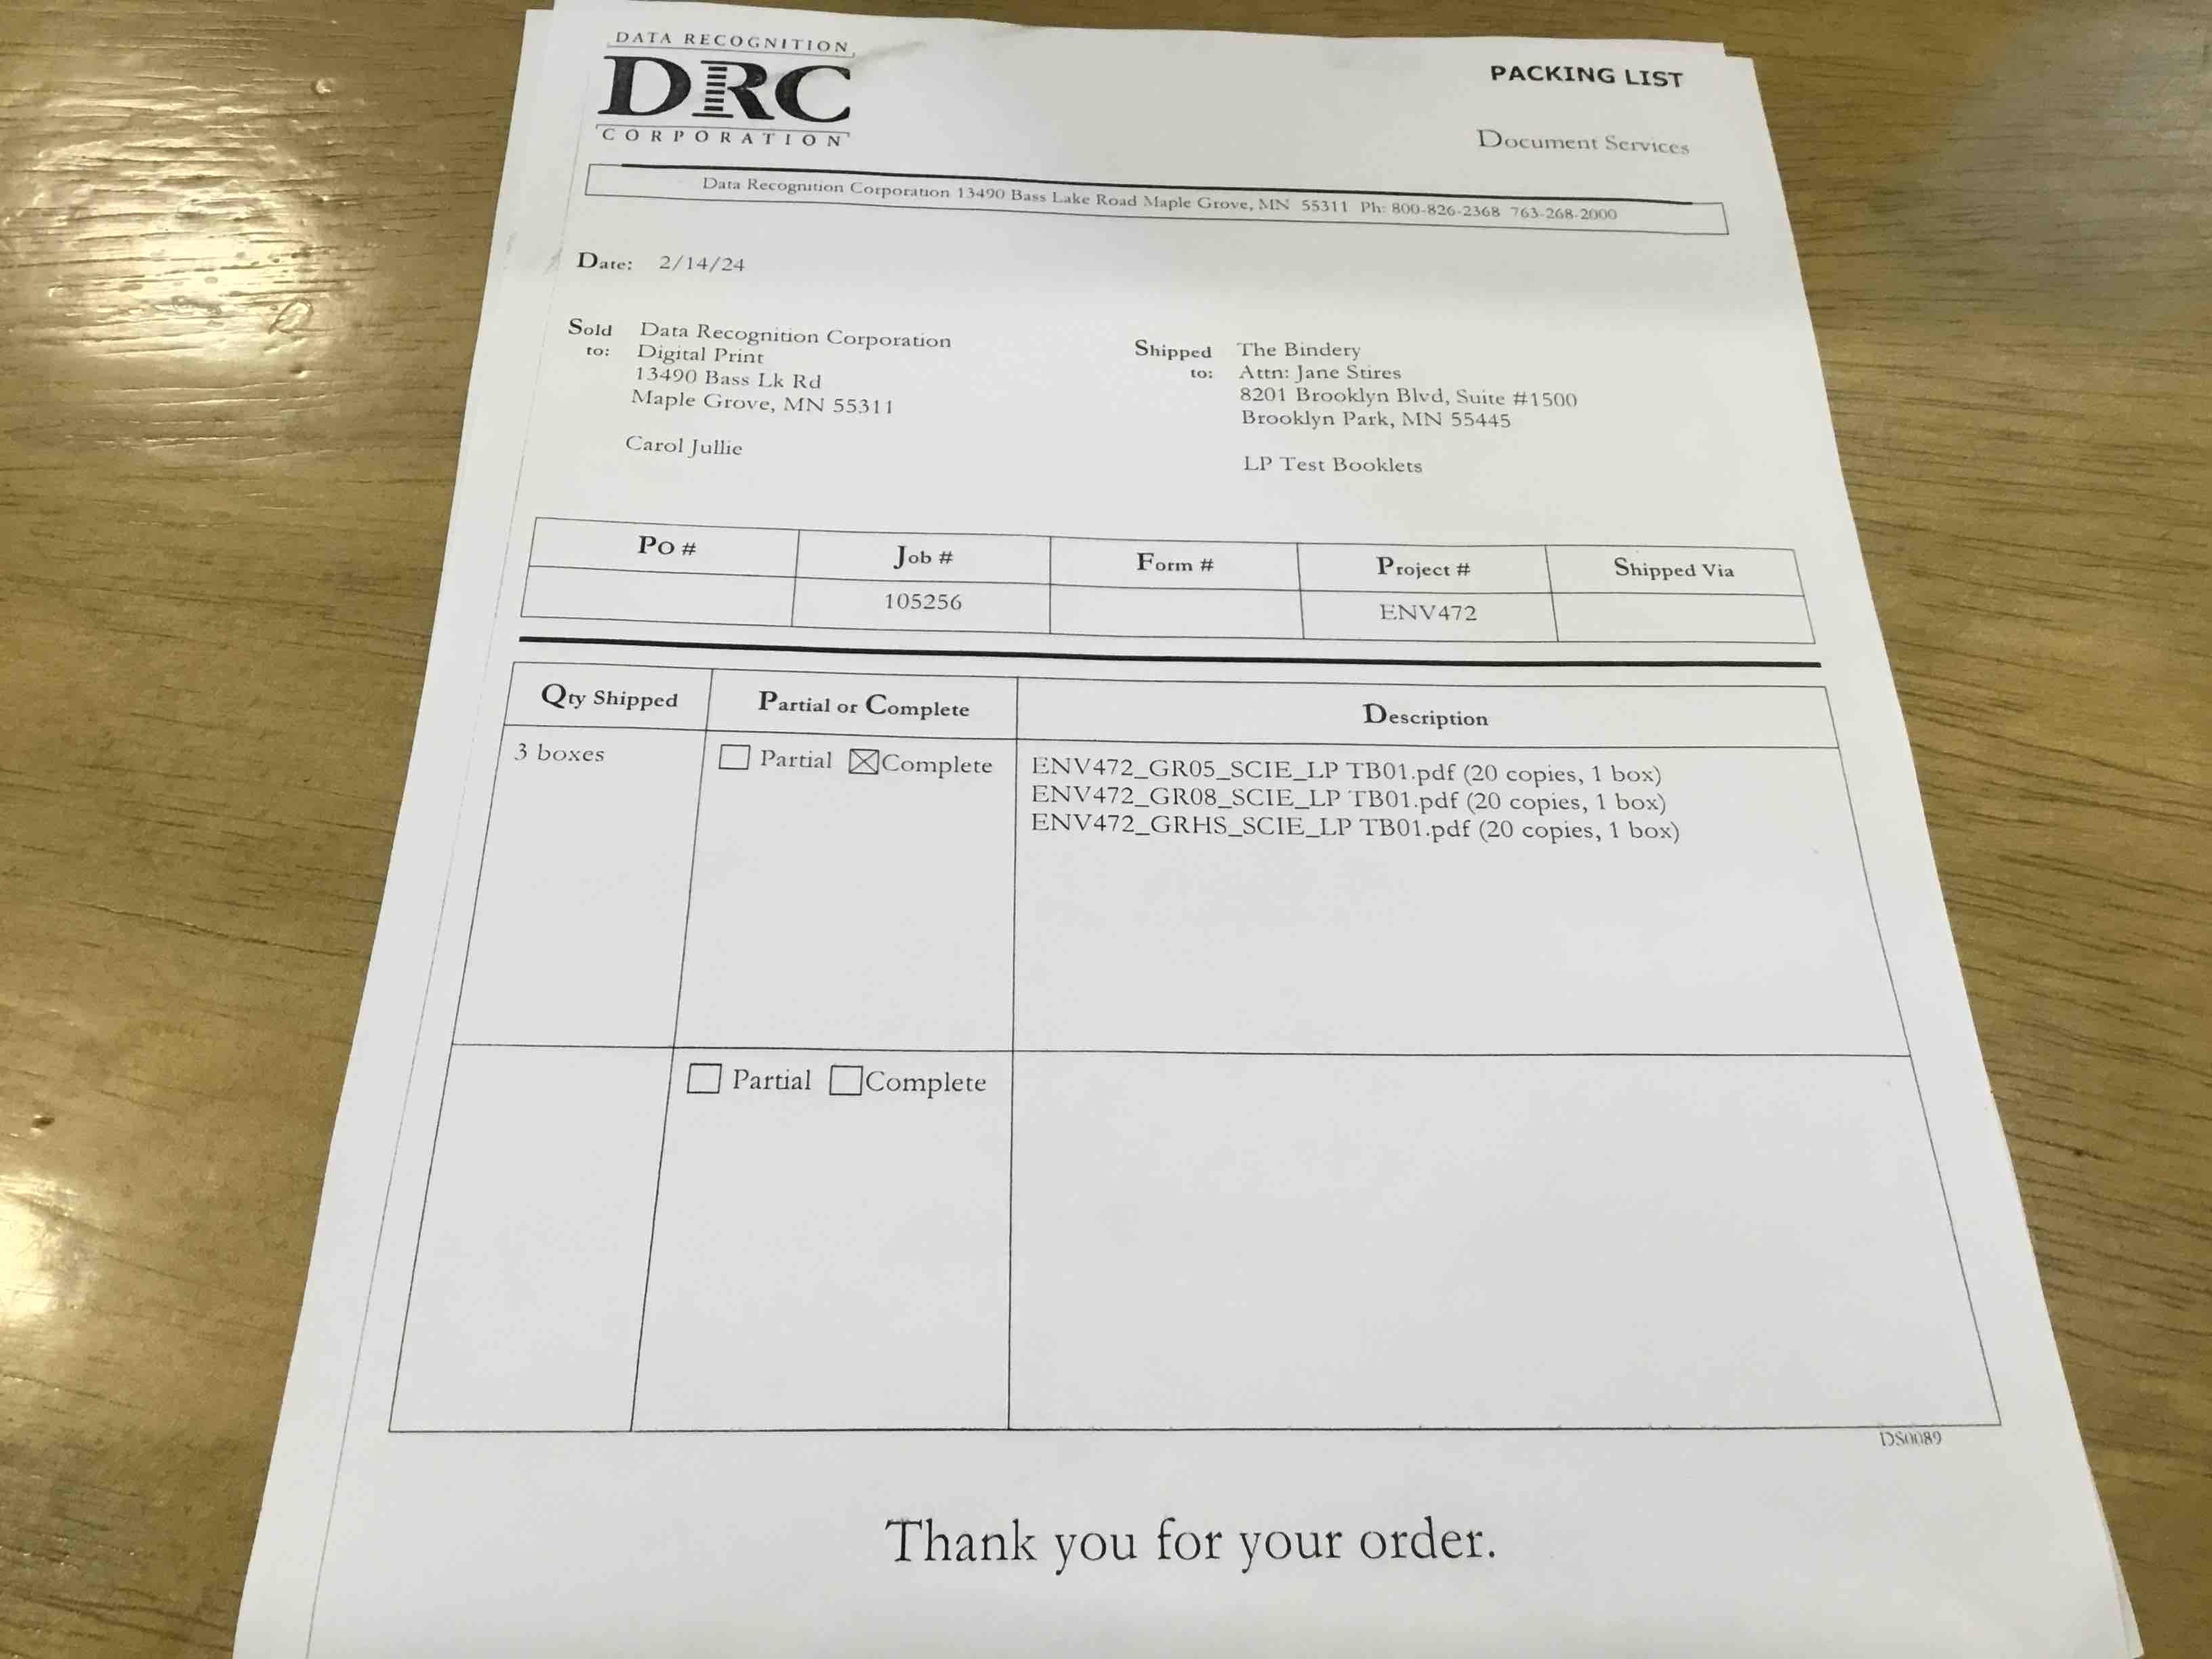 DATA RECOGNITION
DRC
CORPORATION
PACKING LIST
Document Services
Data Recognition Corporation 13490 Bass Lake Road Maple Grove, MN 55311 Ph: 800-826-2368 763-268-2000
Date: 2/14/24
Sold to:
Data Recognition Corporation
Digital Print
13490 Bass Lk Rd
Maple Grove, MN 55311
Carol Jullie
Shipped to:
The Bindery
Attn: Jane Stires
8201 Brooklyn Blvd, Suite #1500
Brooklyn Park, MN 55445
LP Test Booklets
PO # Job # Form # Project # Shipped Via
105256 ENV472
Qty Shipped Partial or Complete Description
3 boxes Partial Complete
ENV472_GR05_SCIE_LP TB01.pdf (20 copies, 1 box)
ENV472_GR08_SCIE_LP TB01.pdf (20 copies, 1 box)
ENV472_GRHS_SCIE_LP TB01.pdf (20 copies, 1 box)
Partial Complete
DS0089
Thank you for your order.